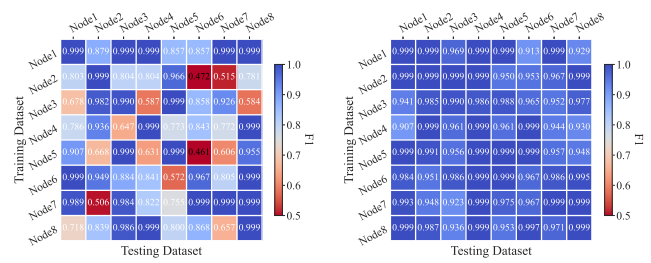 Node1 Node2 Node3 Node4 Node5 Node6 Node7 Node8
Node1 0.999 0.879 0.999 0.999 0.857 0.857 0.999 0.999
Node2 0.803 0.999 0.804 0.804 0.966 0.472 0.515 0.781
Node3 0.678 0.982 0.999 0.587 0.999 0.858 0.926 0.584
Node4 0.786 0.936 0.647 0.999 0.773 0.843 0.772 0.999
Node5 0.907 0.668 0.999 0.631 0.999 0.461 0.606 0.955
Node6 0.999 0.949 0.884 0.841 0.572 0.967 0.805 0.999
Node7 0.989 0.506 0.984 0.822 0.755 0.999 0.999 0.999
Node8 0.718 0.839 0.986 0.999 0.800 0.868 0.657 0.999
Training Dataset
Testing Dataset
1.0
0.9
0.8
0.7
0.6
0.5
F1
Node1 Node2 Node3 Node4 Node5 Node6 Node7 Node8
Node1 0.999 0.999 0.969 0.999 0.999 0.913 0.999 0.929
Node2 0.999 0.999 0.999 0.999 0.950 0.953 0.967 0.999
Node3 0.941 0.985 0.999 0.986 0.988 0.965 0.952 0.977
Node4 0.907 0.999 0.961 0.999 0.961 0.999 0.944 0.930
Node5 0.999 0.991 0.956 0.999 0.999 0.999 0.957 0.948
Node6 0.984 0.951 0.986 0.999 0.999 0.967 0.986 0.995
Node7 0.993 0.948 0.923 0.999 0.975 0.967 0.999 0.999
Node8 0.999 0.987 0.936 0.999 0.953 0.997 0.971 0.999
Training Dataset
Testing Dataset
1.0
0.9
0.8
0.7
0.6
0.5
F1